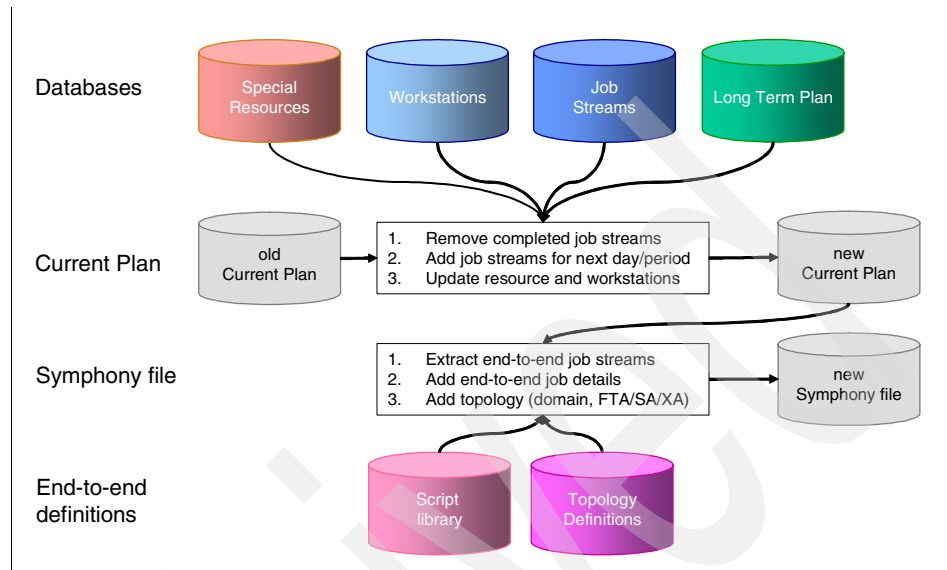 Databases
Special
Resources
Workstations
Job
Streams
Long Term Plan
Current Plan
old
Current Plan
1. Remove completed job streams
2. Add job streams for next day/period
3. Update resource and workstations
new
Current Plan
Symphony file
1. Extract end-to-end job streams
2. Add end-to-end job details
3. Add topology (domain, FTA/SA/XA)
new
Symphony file
End-to-end
definitions
Script
library
Topology
Definitions